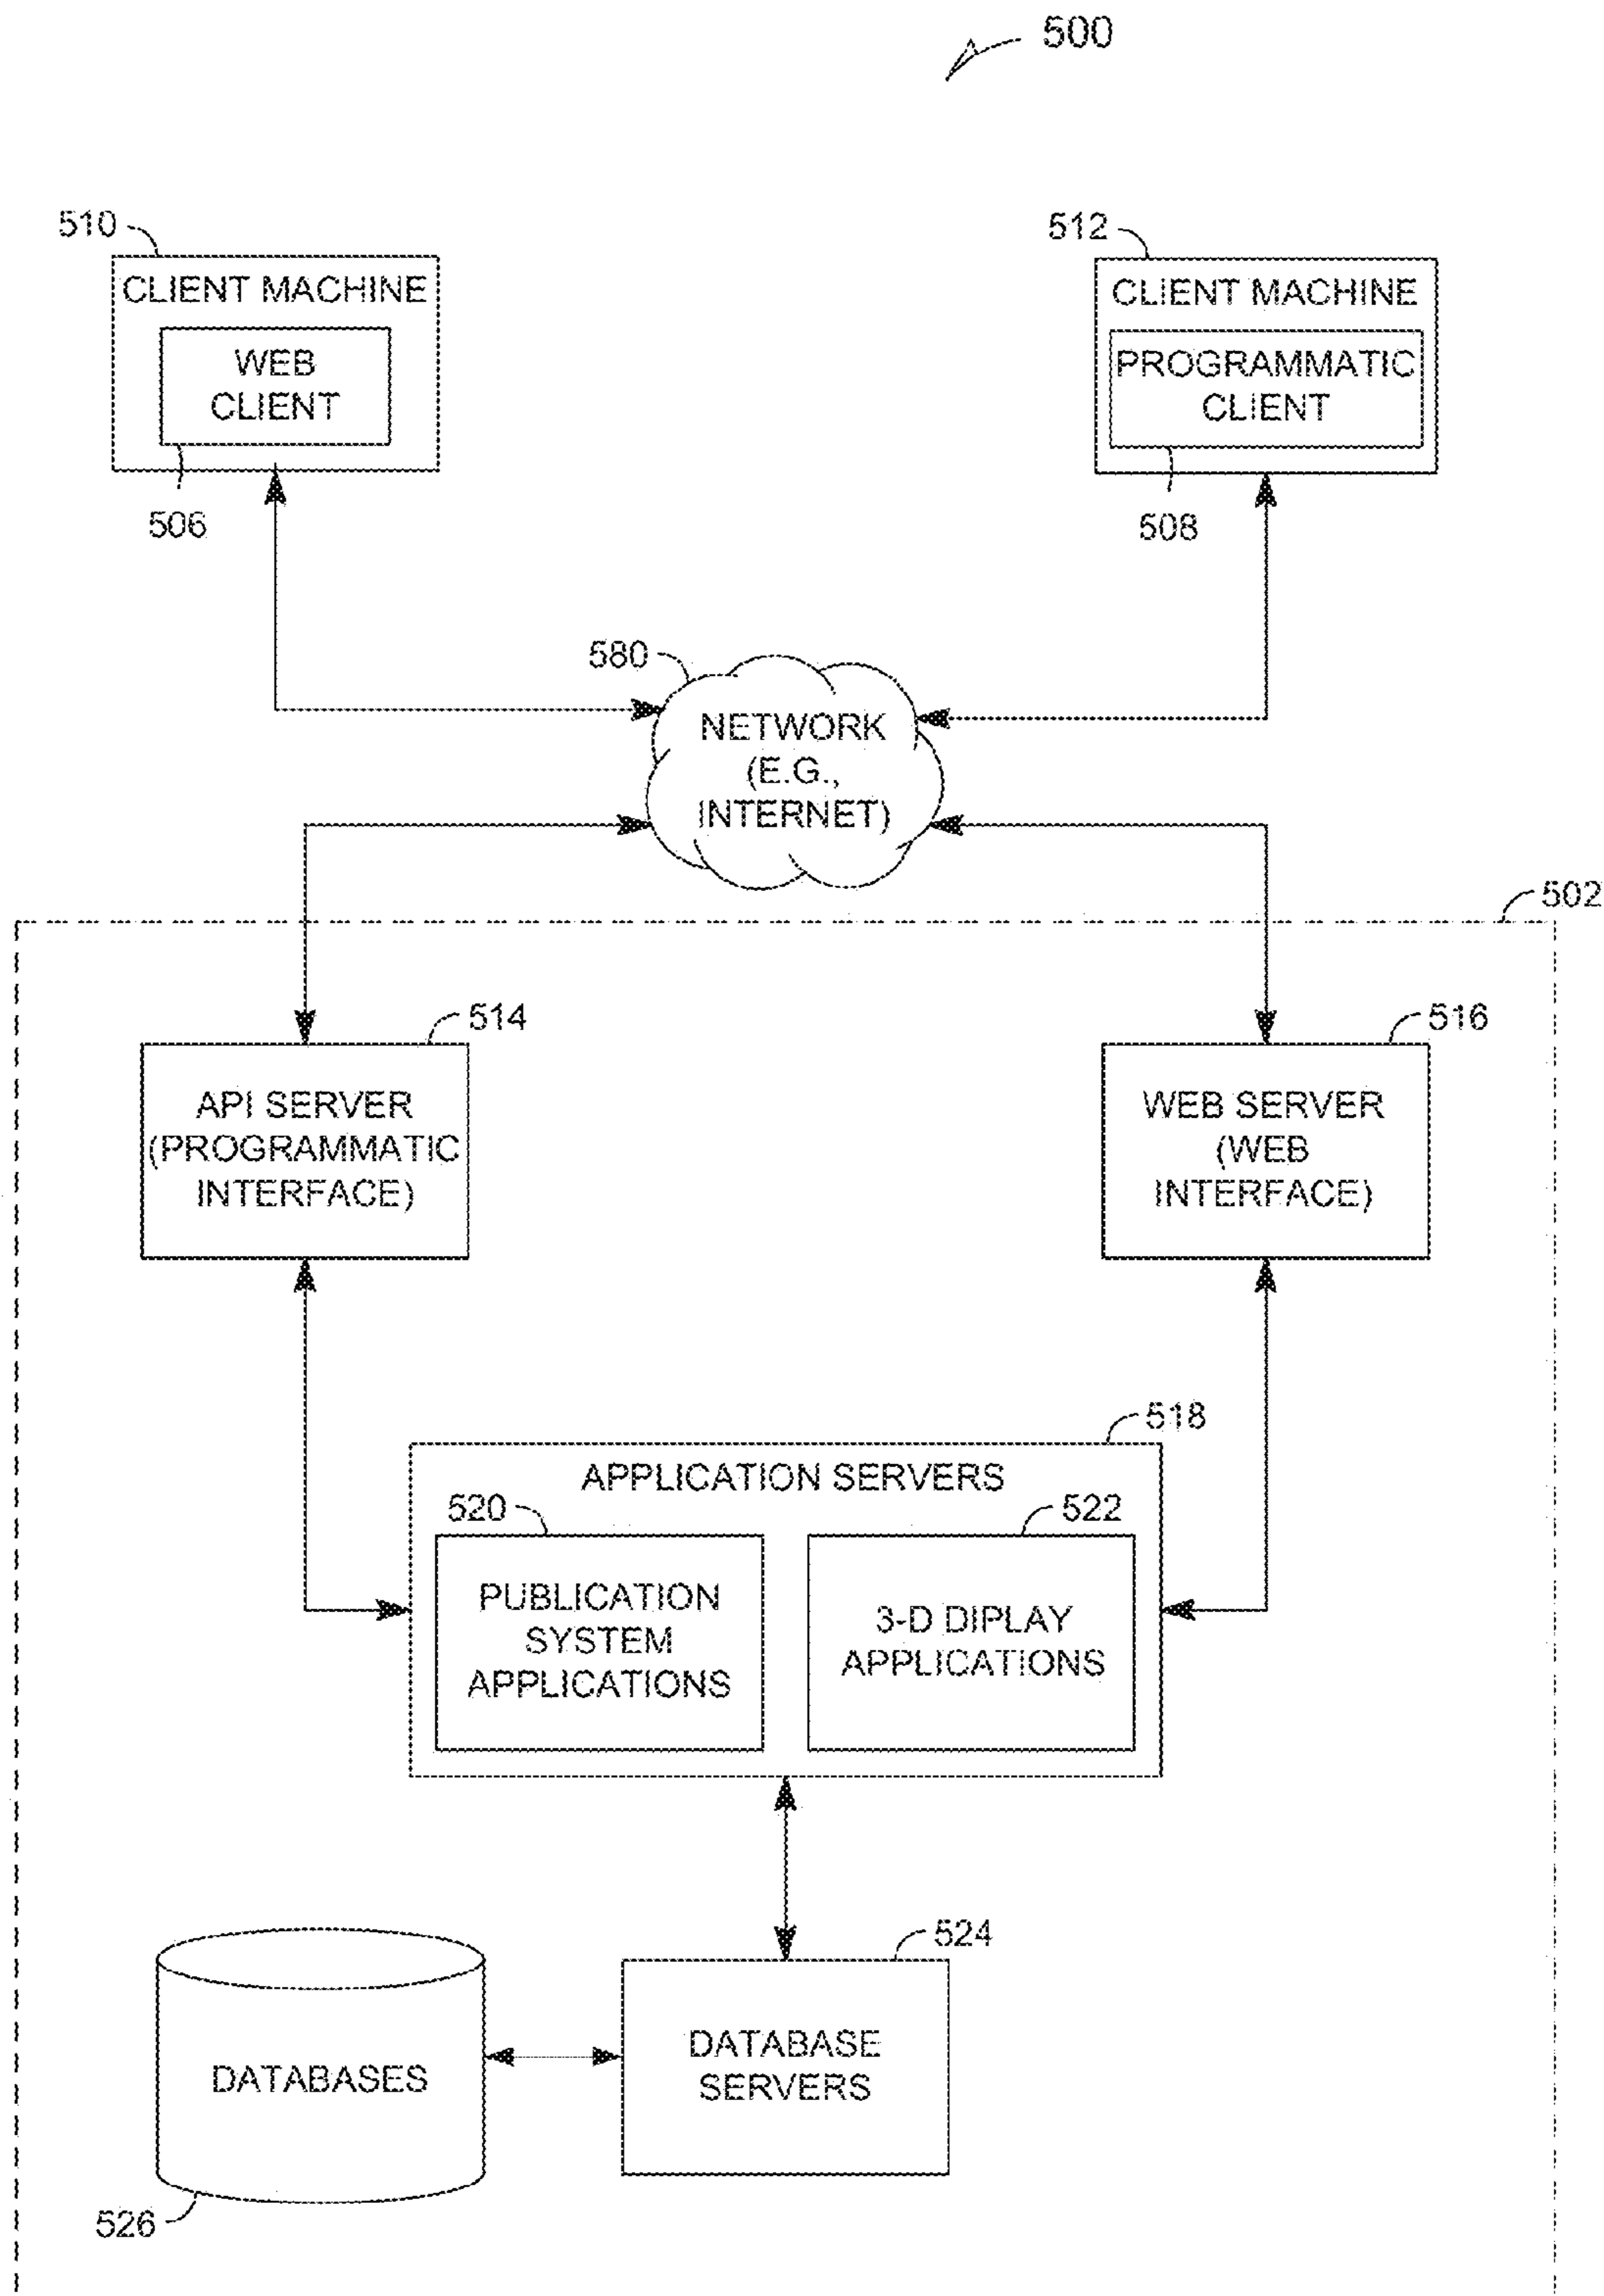 500
510
CLIENT MACHINE
WEB
CLIENT
506
512
CLIENT MACHINE
PROGRAMMATIC
CLIENT
508
580
NETWORK
(E.G.,
INTERNET)
502
514
API SERVER
(PROGRAMMATIC
INTERFACE)
516
WEB SERVER
(WEB
INTERFACE)
518
APPLICATION SERVERS
520
PUBLICATION
SYSTEM
APPLICATIONS
522
3-D DIPLAY
APPLICATIONS
524
DATABASE
SERVERS
DATABASES
526